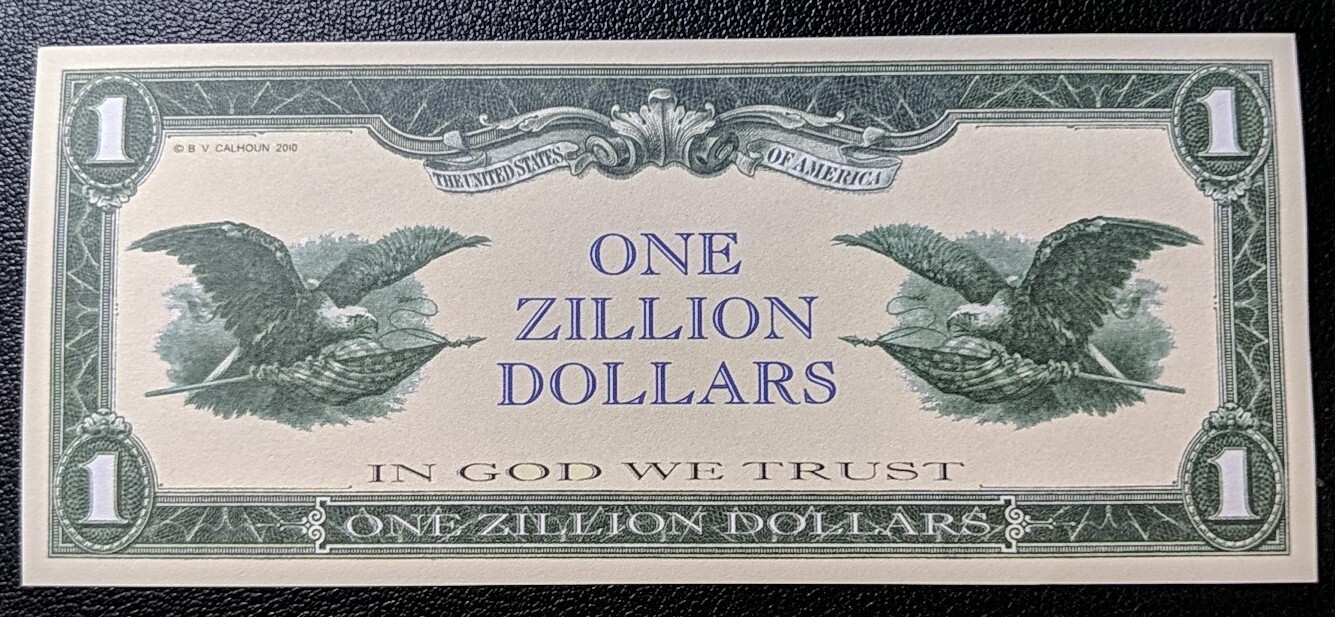 1
1
© B V CALHOUN 2010
THE UNITED STATES OF AMERICA
ONE
ZILLION
DOLLARS
IN GOD WE TRUST
1
ONE ZILLION DOLLARS
1